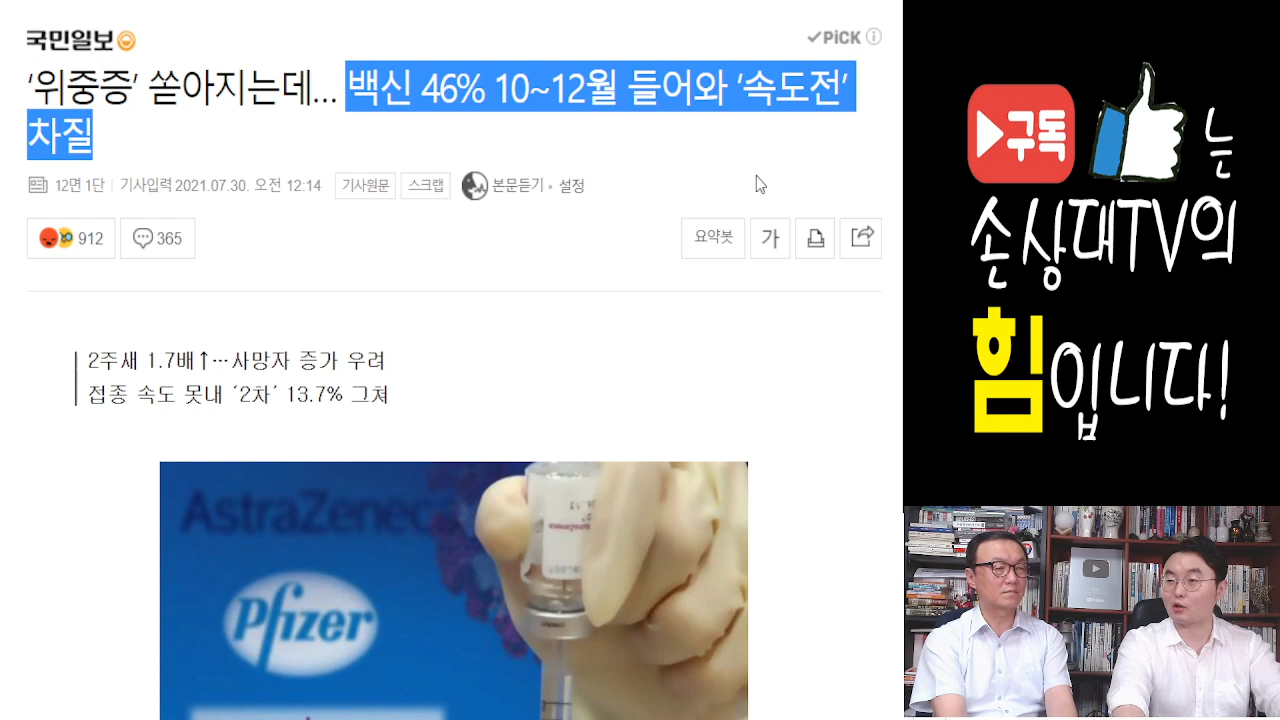 국민일보
✓PiCK
'위중증' 쏟아지는데… 백신 46% 10~12월 들어와 '속도전'
차질
12면 1단 | 기사입력 2021.07.30. 오전 12:14 기사원문 스크랩 본문듣기 · 설정
912 365 요약봇 가
2주새 1.7배↑…사망자 증가 우려
접종 속도 못내 '2차' 13.7% 그쳐
AstraZenec
Pfizer
구독 는
손상대TV의
힘입니다!